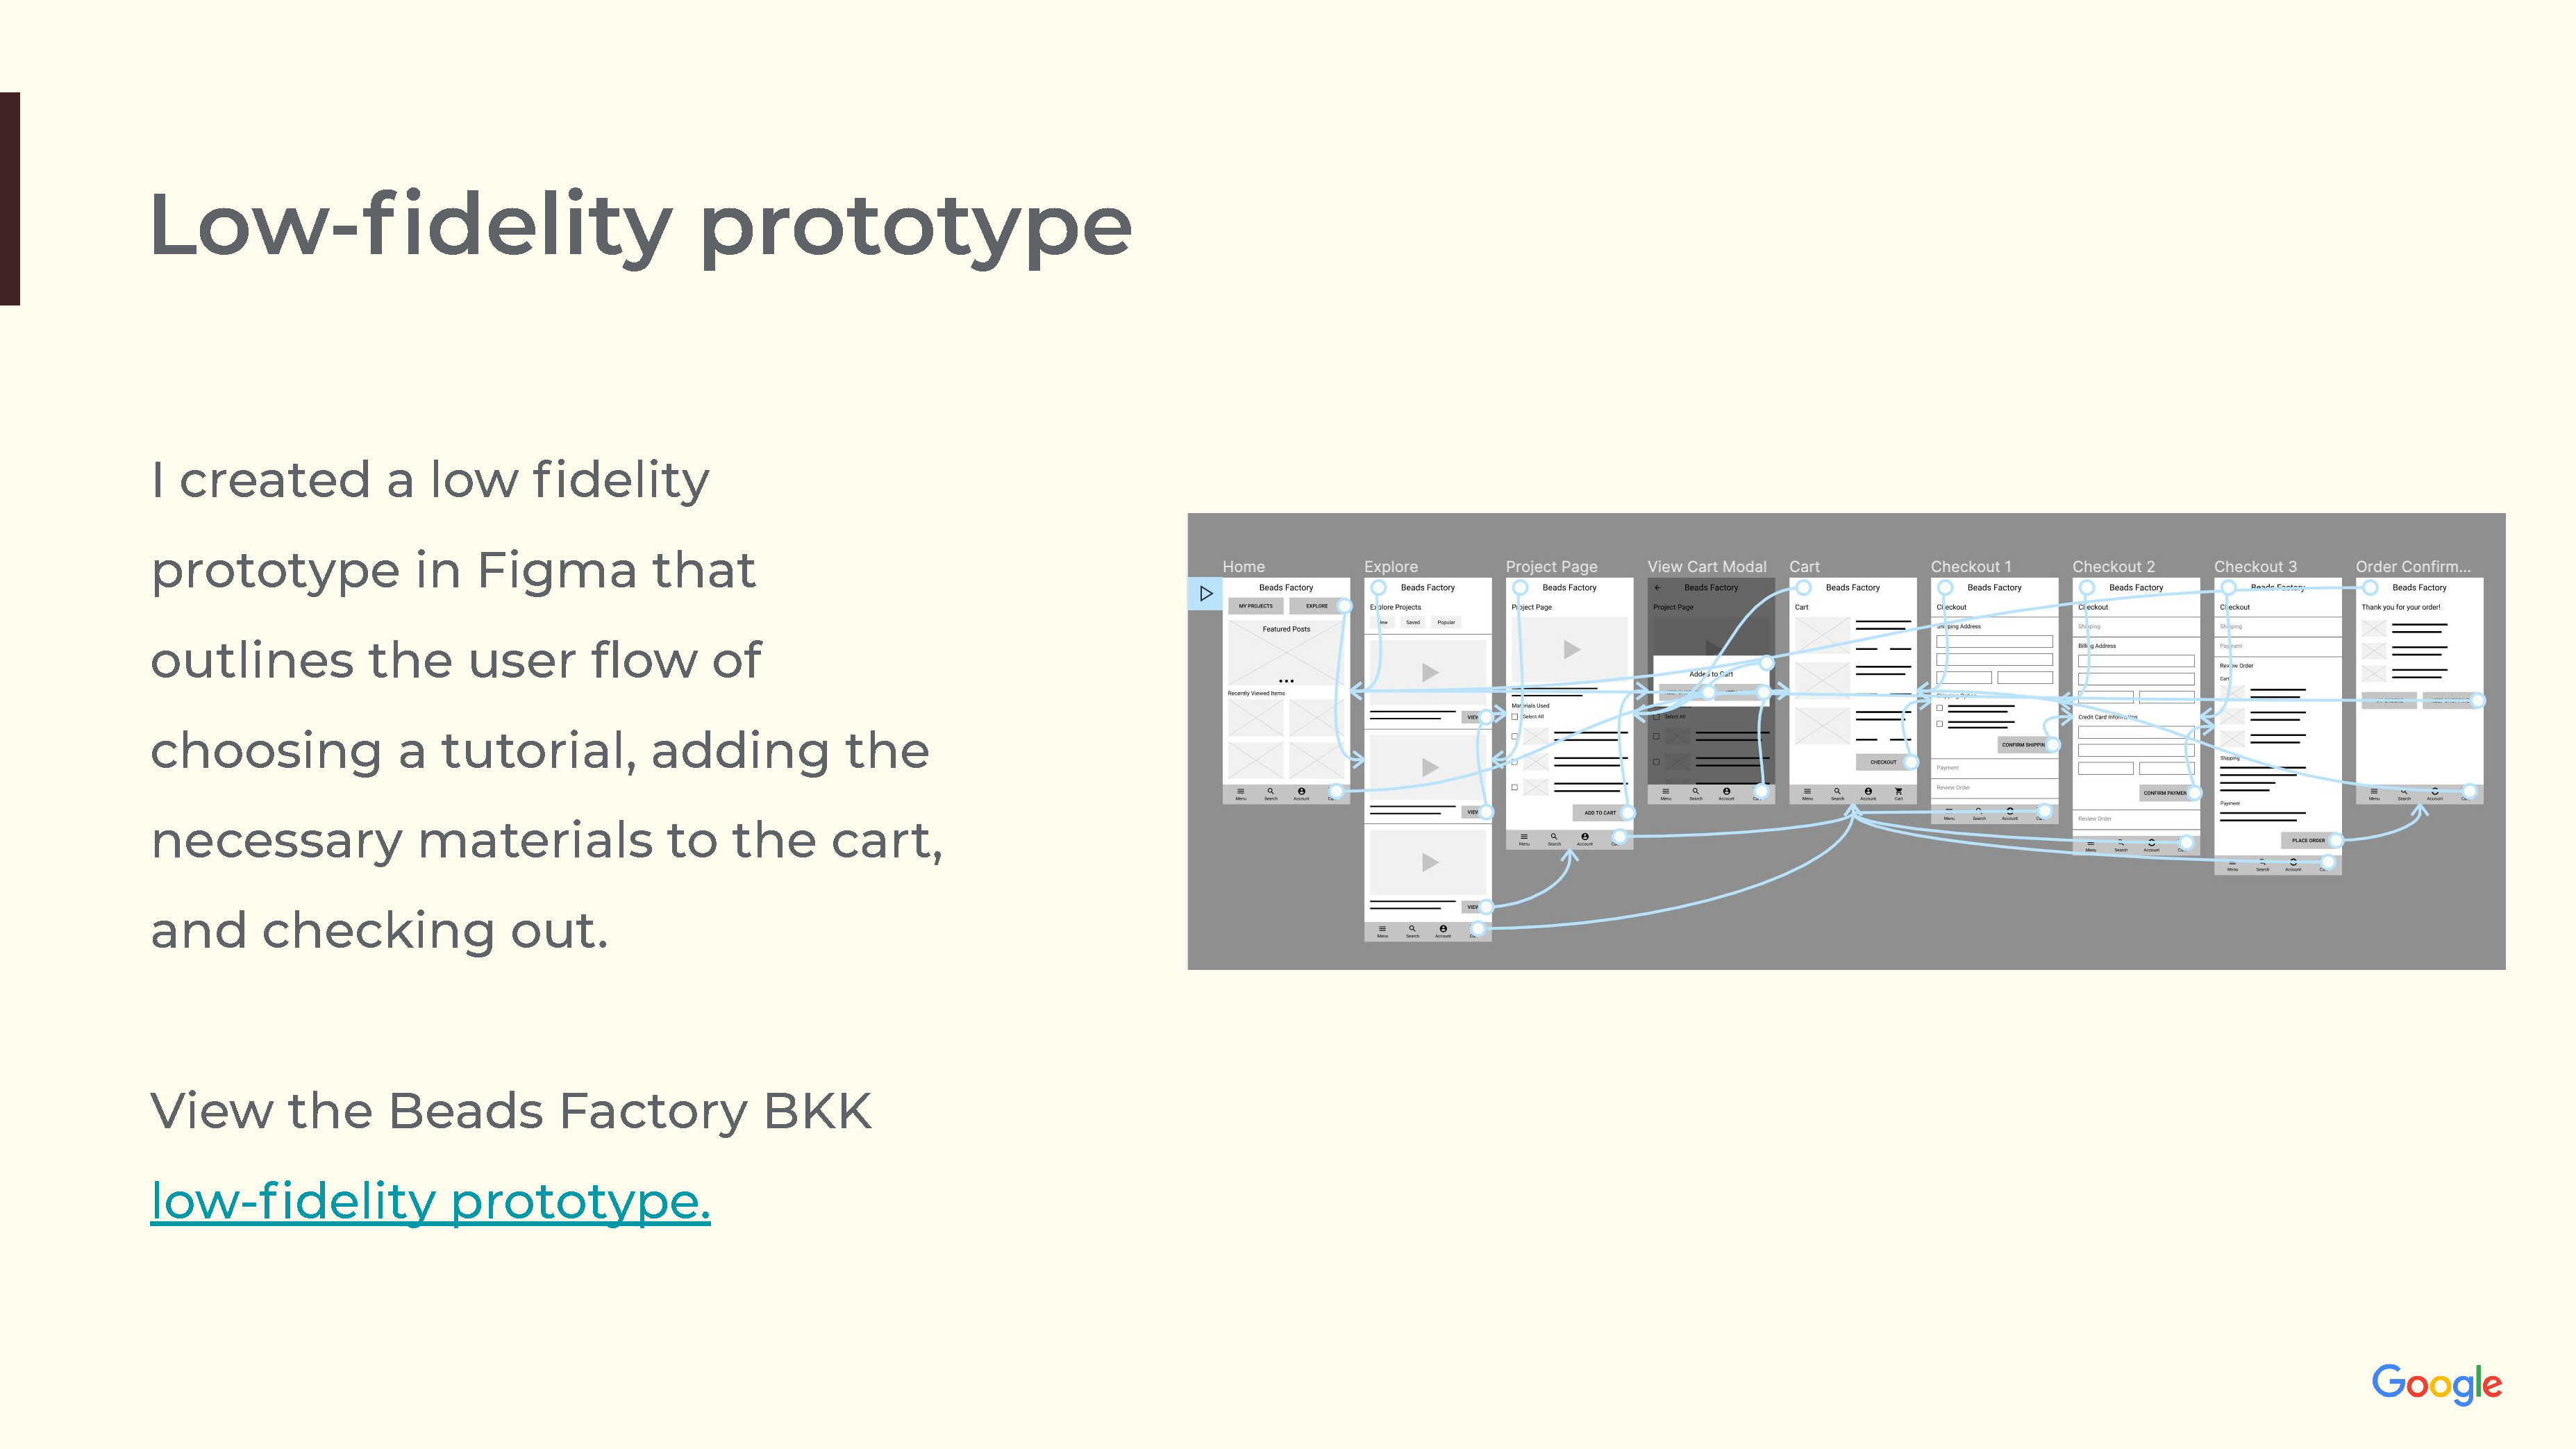 Low-fidelity prototype
I created a low fidelity
prototype in Figma that
outlines the user flow of
choosing a tutorial, adding the
necessary materials to the cart,
and checking out.
View the Beads Factory BKK
low-fidelity prototype.
Home
Beads Factory
MY PROJECTS
EXPLORE
Featured Posts
Recently Viewed Items
Menu
Search
Account
Explore
Beads Factory
Explore Projects
Saved
Popular
VIEW
VIEW
VIEW
Menu
Search
Account
Project Page
Beads Factory
Project Page
Materials Used
Select All
ADD TO CART
Menu
Search
Account
View Cart Modal
Beads Factory
Project Page
Added to Cart
Select All
Menu
Search
Account
Cart
Beads Factory
Cart
CHECKOUT
Menu
Search
Account
Cart
Checkout 1
Beads Factory
Checkout
Shipping Address
CONFIRM SHIPPIN
Payment
Review Order
Menu
Search
Account
Checkout 2
Beads Factory
Checkout
Shipping
Billing Address
Credit Card Information
CONFIRM PAYMEN
Review Order
Menu
Search
Account
Checkout 3
Beads Factory
Checkout
Shipping
Payment
Review Order
Cart
Shipping
Payment
PLACE ORDER
Menu
Search
Account
Order Confirm...
Beads Factory
Thank you for your order!
Menu
Search
Account
Google